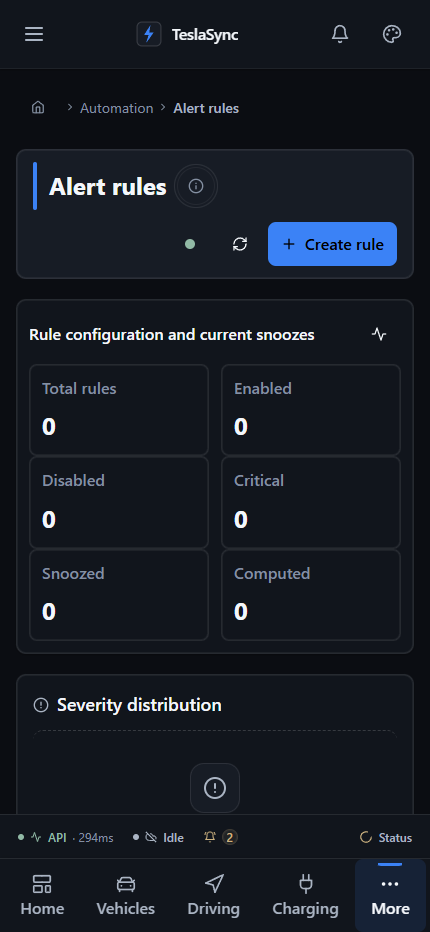 TeslaSync
Automation
Alert rules
Alert rules
Create rule
Rule configuration and current snoozes
Total rules
0
Enabled
0
Disabled
0
Critical
0
Snoozed
0
Computed
0
Severity distribution
API · 294ms
Idle
2
Status
Home
Vehicles
Driving
Charging
More